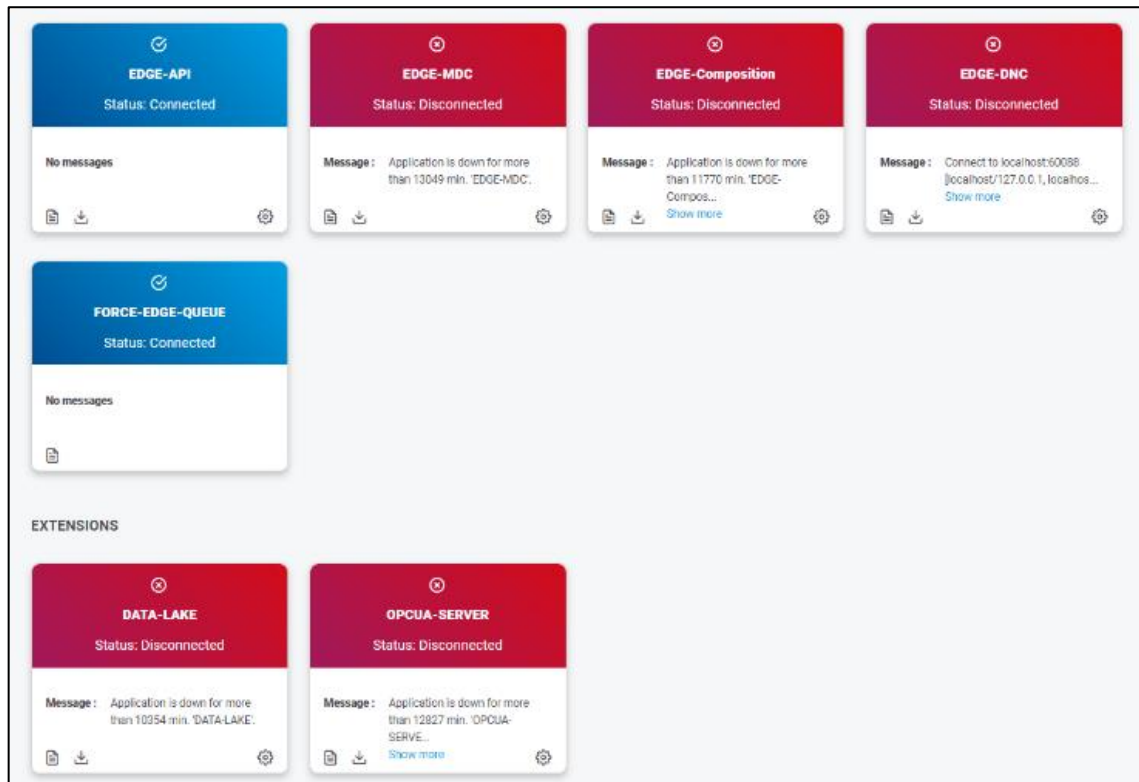 EDGE-API
Status: Connected
No messages
EDGE-MDC
Status: Disconnected
Message : Application is down for more
than 13049 min. 'EDGE-MDC'.
EDGE-Composition
Status: Disconnected
Message : Application is down for more
than 11770 min. 'EDGE-
Compos...
Show more
EDGE-DNC
Status: Disconnected
Message : Connect to localhost:60088
[localhost/127.0.0.1, localhos...
Show more
FORCE-EDGE-QUEUE
Status: Connected
No messages
EXTENSIONS
DATA-LAKE
Status: Disconnected
Message : Application is down for more
than 10354 min. 'DATA-LAKE'.
OPCUA-SERVER
Status: Disconnected
Message : Application is down for more
than 12827 min. 'OPCUA-
SERVE...
Show more